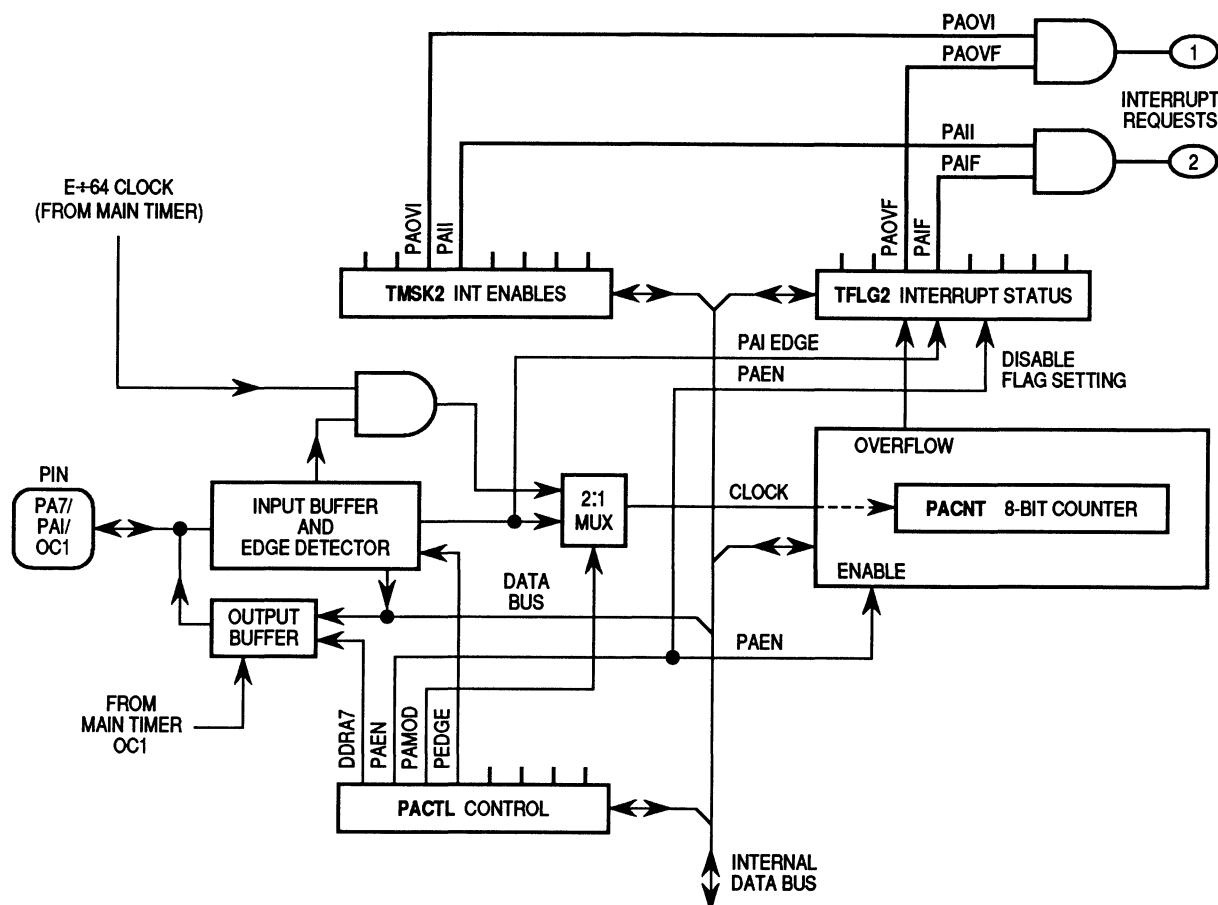 PAOVI
PAOVF
1
INTERRUPT
REQUESTS
PAII
PAIF
2
E÷64 CLOCK
(FROM MAIN TIMER)
PAOVI
PAII
PAOVF
PAIF
TMSK2 INT ENABLES
TFLG2 INTERRUPT STATUS
PAI EDGE
PAEN
DISABLE
FLAG SETTING
OVERFLOW
PIN
PA7/
PAI/
OC1
INPUT BUFFER
AND
EDGE DETECTOR
2:1
MUX
CLOCK
PACNT 8-BIT COUNTER
ENABLE
DATA
BUS
OUTPUT
BUFFER
PAEN
FROM
MAIN TIMER
OC1
DDRA7
PAEN
PAMOD
PEDGE
PACTL CONTROL
INTERNAL
DATA BUS